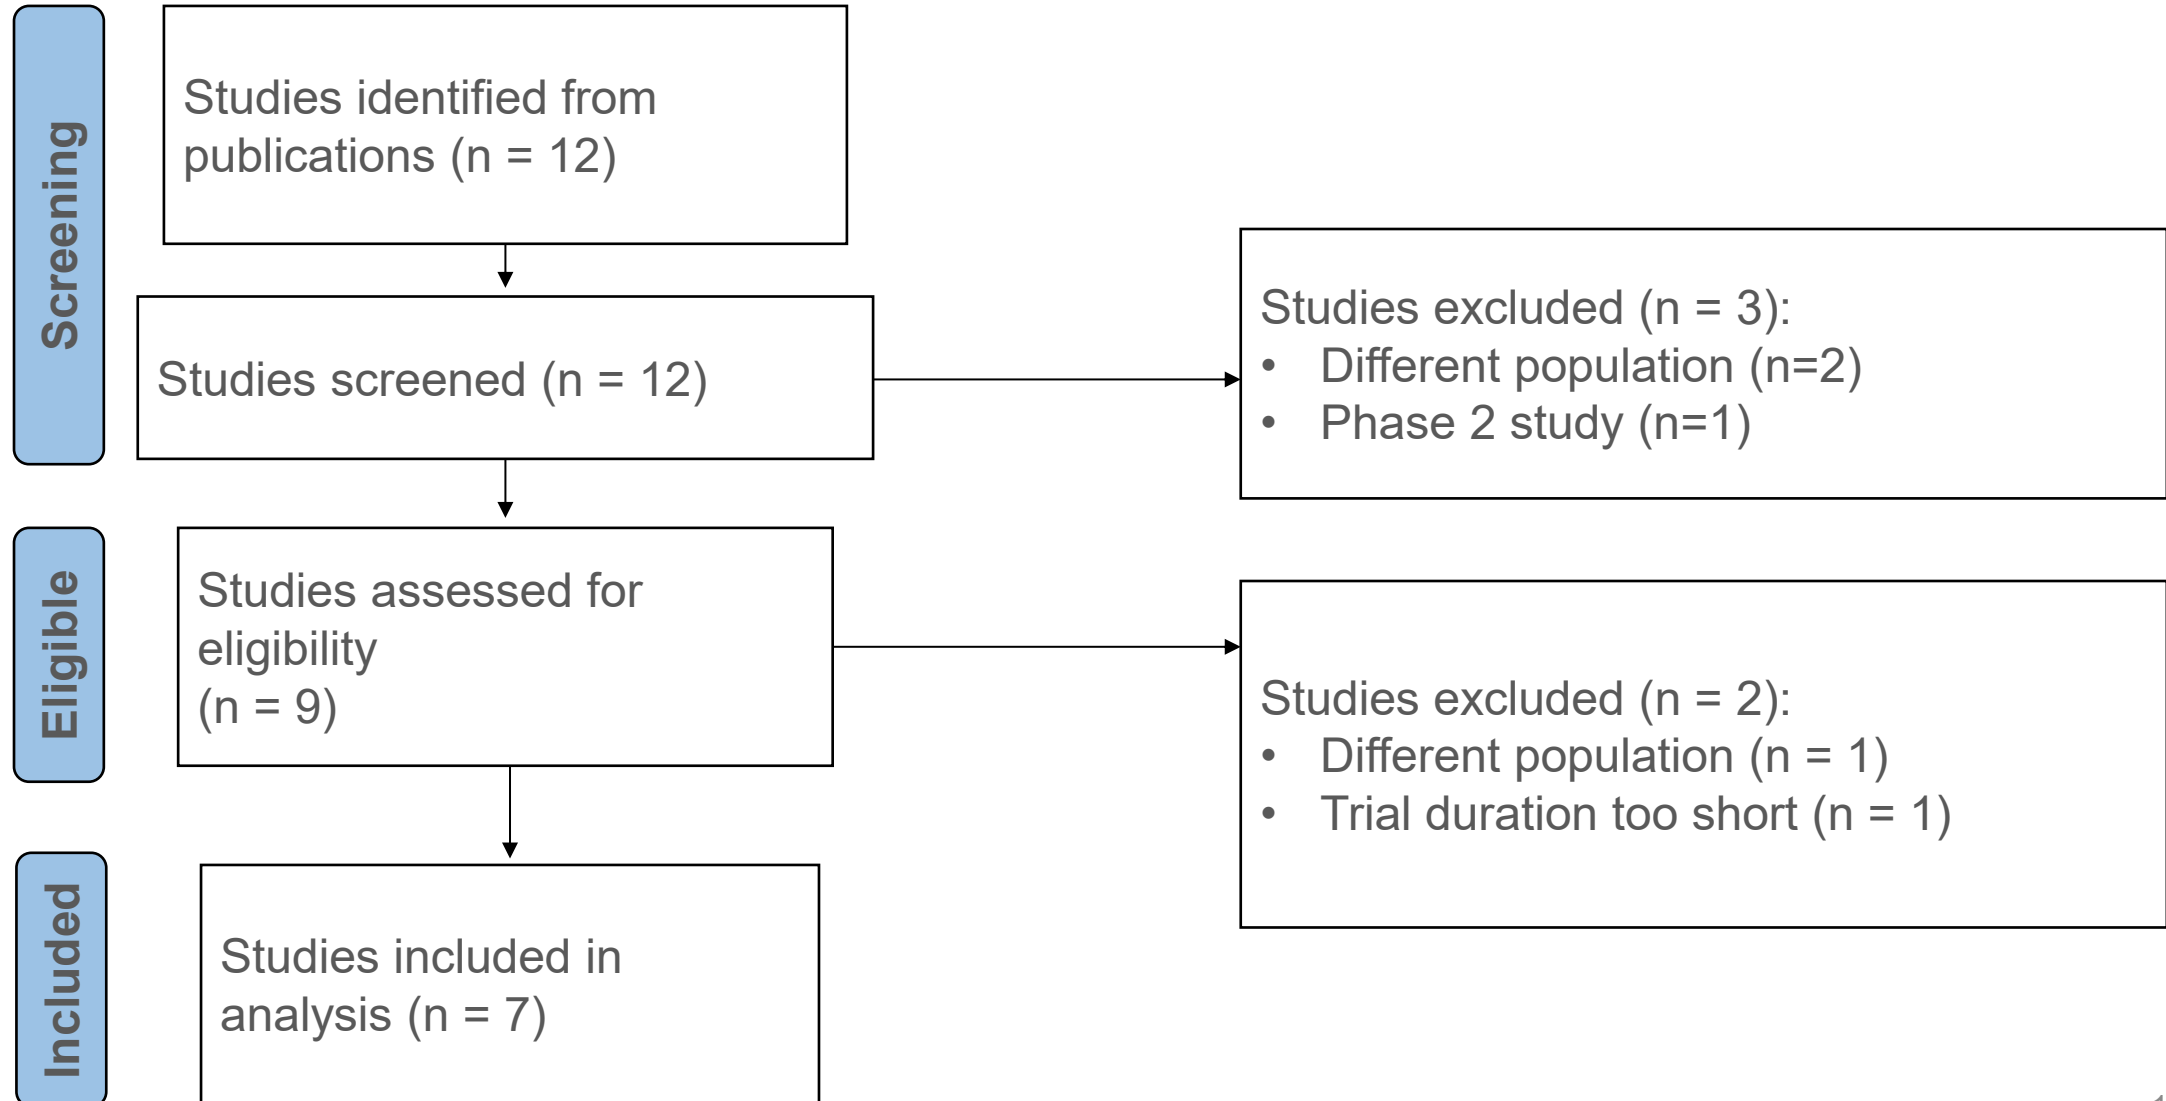 Screening
Studies identified from
publications (n = 12)
Studies screened (n = 12)
Studies excluded (n = 3):
• Different population (n=2)
• Phase 2 study (n=1)
Eligible
Studies assessed for
eligibility
(n = 9)
Studies excluded (n = 2):
• Different population (n = 1)
• Trial duration too short (n = 1)
Included
Studies included in
analysis (n = 7)